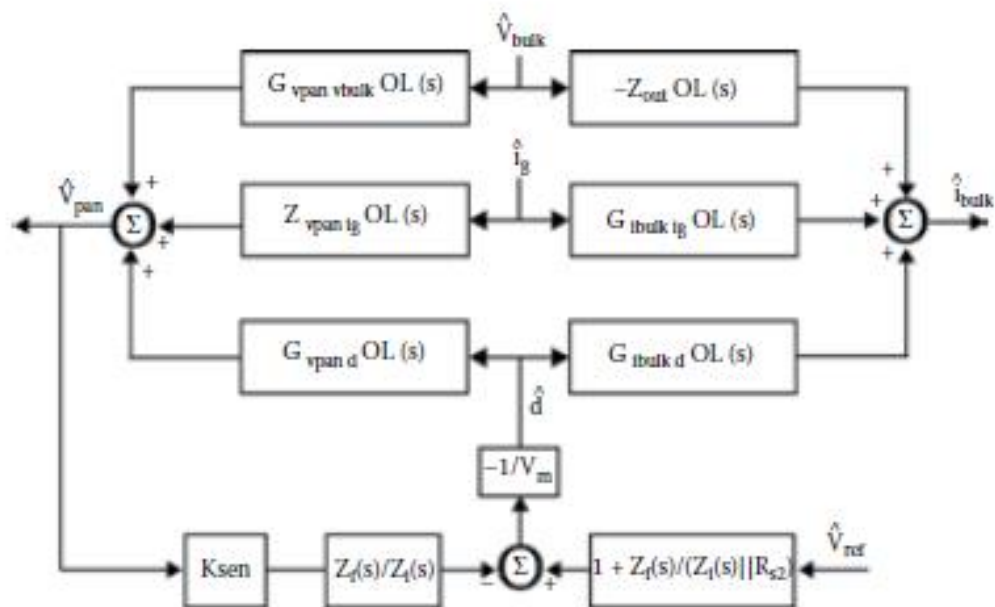 V̂bulk
G vpan vbulk OL (s)
−Zout OL (s)
+
+
îg
V̂pan
Σ
+
Z vpan ig OL (s)
G ibulk ig OL (s)
+
Σ
îbulk
+
+
G vpan d OL (s)
G ibulk d OL (s)
d̂
−1/Vm
V̂ref
Ksen
Zf(s)/Zi(s)
−
Σ
+
1 + Zf(s)/(Zi(s)||Rs2)